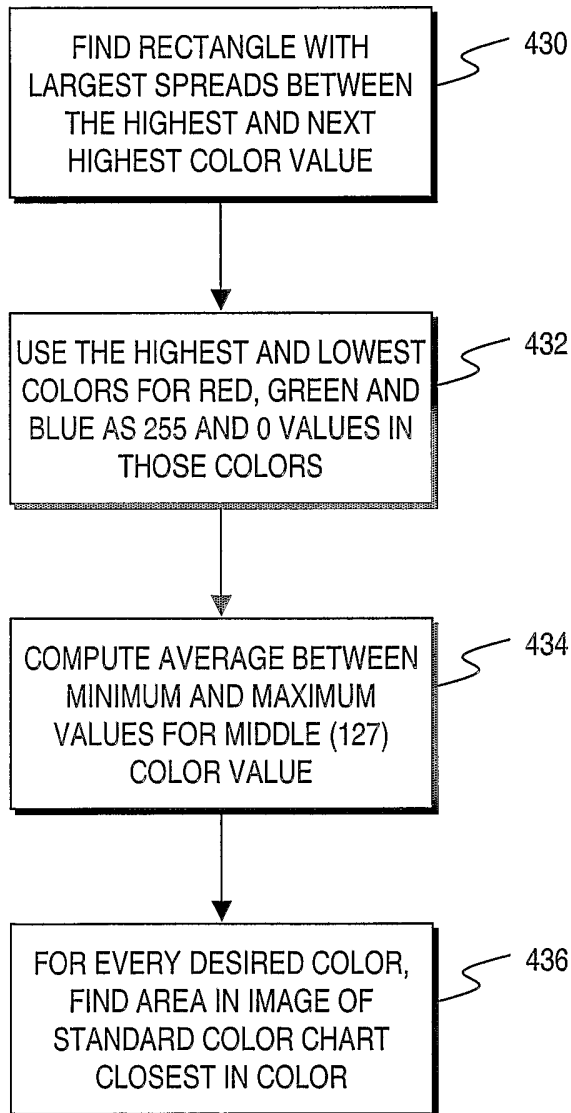 FIND RECTANGLE WITH
LARGEST SPREADS BETWEEN
THE HIGHEST AND NEXT
HIGHEST COLOR VALUE
430
USE THE HIGHEST AND LOWEST
COLORS FOR RED, GREEN AND
BLUE AS 255 AND 0 VALUES IN
THOSE COLORS
432
COMPUTE AVERAGE BETWEEN
MINIMUM AND MAXIMUM
VALUES FOR MIDDLE (127)
COLOR VALUE
434
FOR EVERY DESIRED COLOR,
FIND AREA IN IMAGE OF
STANDARD COLOR CHART
CLOSEST IN COLOR
436